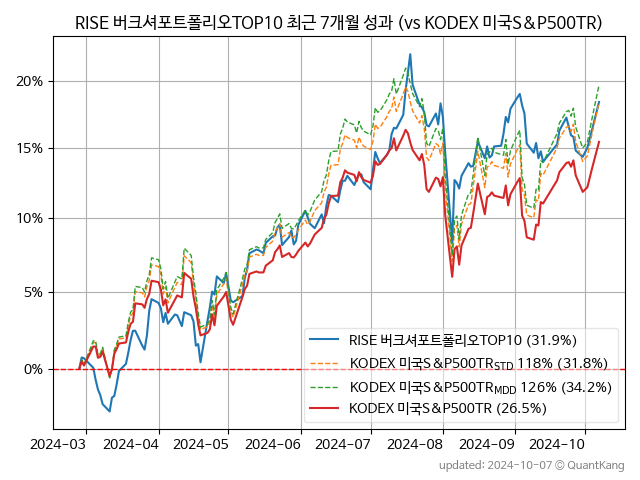 RISE 버크셔포트폴리오TOP10 최근 7개월 성과 (vs KODEX 미국S&P500TR)
20%
15%
10%
5%
0%
RISE 버크셔포트폴리오TOP10 (31.9%)
KODEX 미국S&P500TR_STD 118% (31.8%)
KODEX 미국S&P500TR_MDD 126% (34.2%)
KODEX 미국S&P500TR (26.5%)
2024-03 2024-04 2024-05 2024-06 2024-07 2024-08 2024-09 2024-10
updated: 2024-10-07 © QuantKang